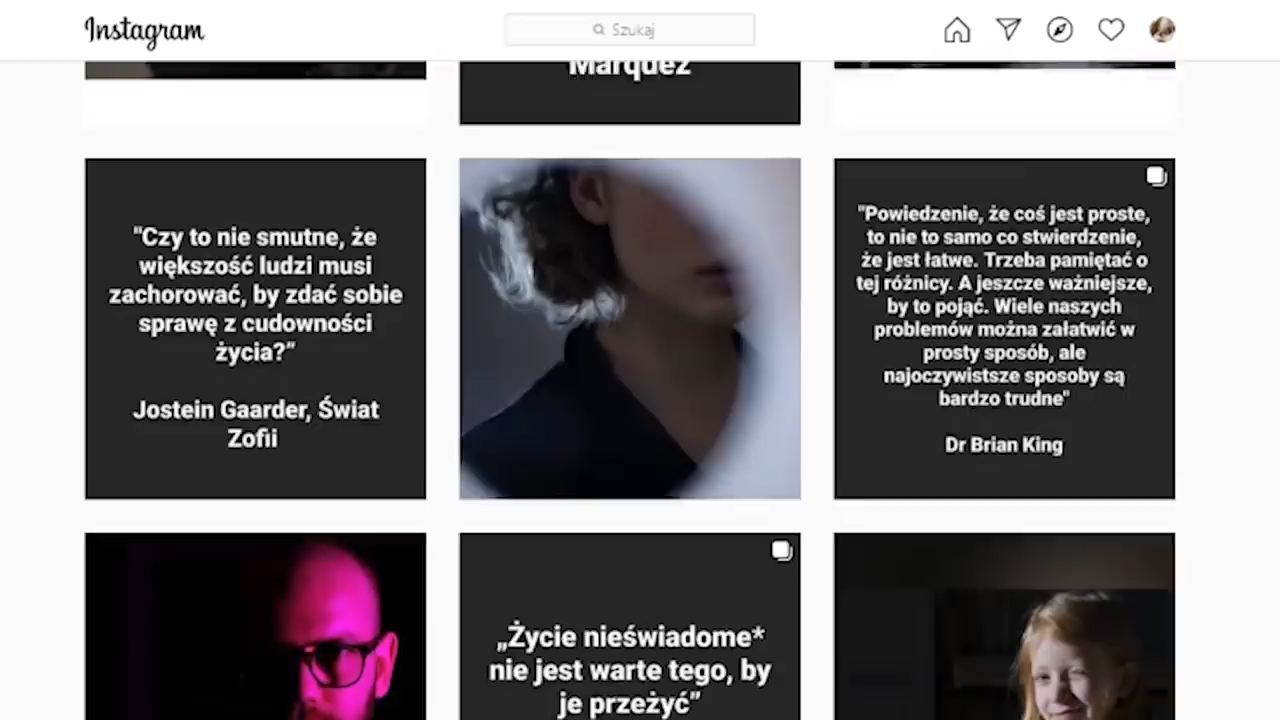 Instagram
Szukaj
Márquez
"Czy to nie smutne, że
większość ludzi musi
zachorować, by zdać sobie
sprawę z cudowności
życia?”
Jostein Gaarder, Świat
Zofii
"Powiedzenie, że coś jest proste,
to nie to samo co stwierdzenie,
że jest łatwe. Trzeba pamiętać o
tej różnicy. A jeszcze ważniejsze,
by to pojąć. Wiele naszych
problemów można załatwić w
prosty sposób, ale
najoczywistsze sposoby są
bardzo trudne"
Dr Brian King
„Życie nieświadome*
nie jest warte tego, by
je przeżyć”